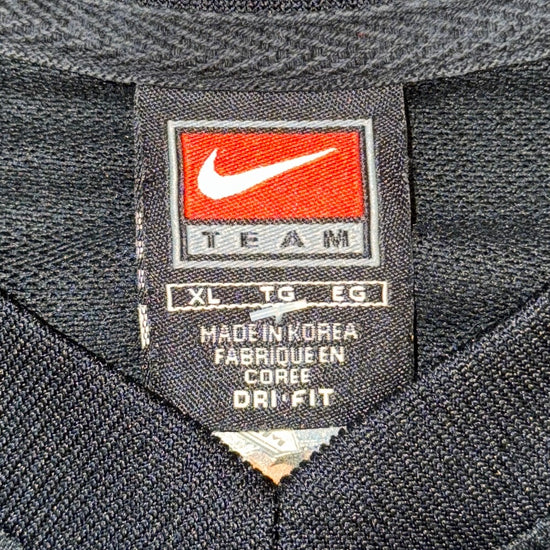 TEAM
XL TG EG
MADE IN KOREA
FABRIQUE EN
COREE
DRI·FIT